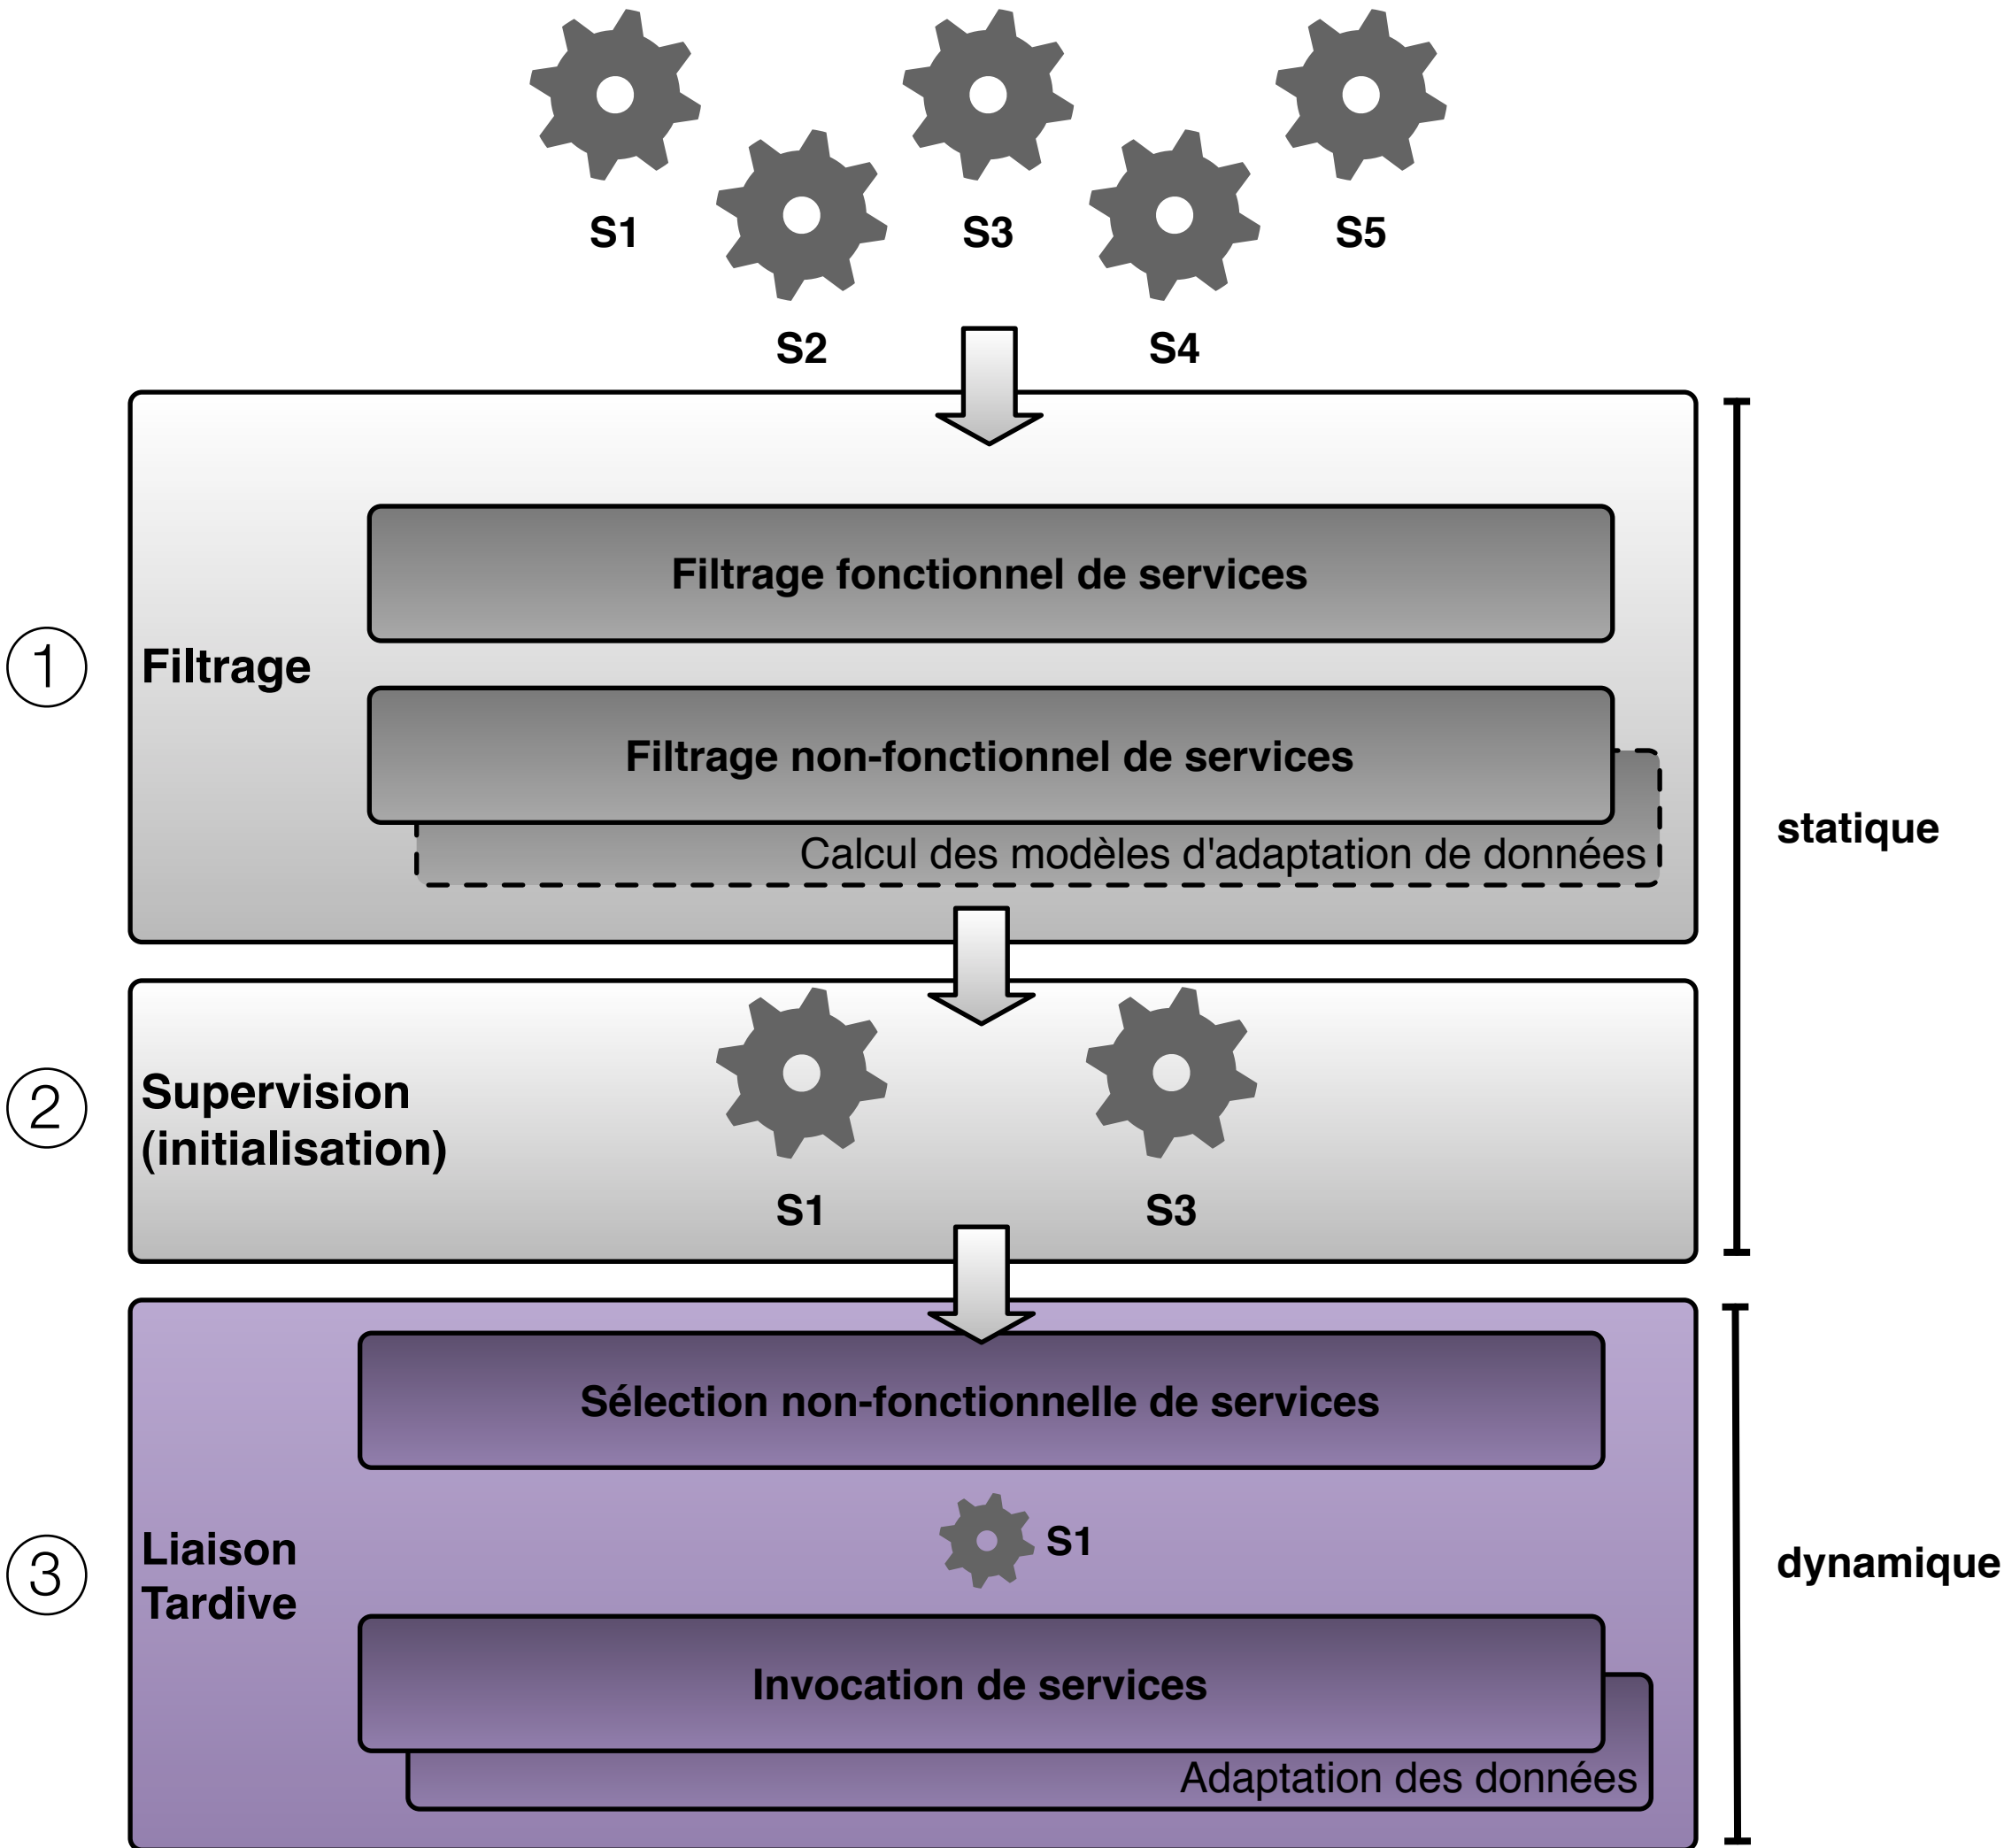 S1
S3
S5
S2
S4
Filtrage fonctionnel de services
1
Filtrage
Filtrage non-fonctionnel de services
Calcul des modèles d'adaptation de données
statique
2
Supervision
(initialisation)
S1
S3
Sélection non-fonctionnelle de services
S1
3
Liaison
Tardive
dynamique
Invocation de services
Adaptation des données